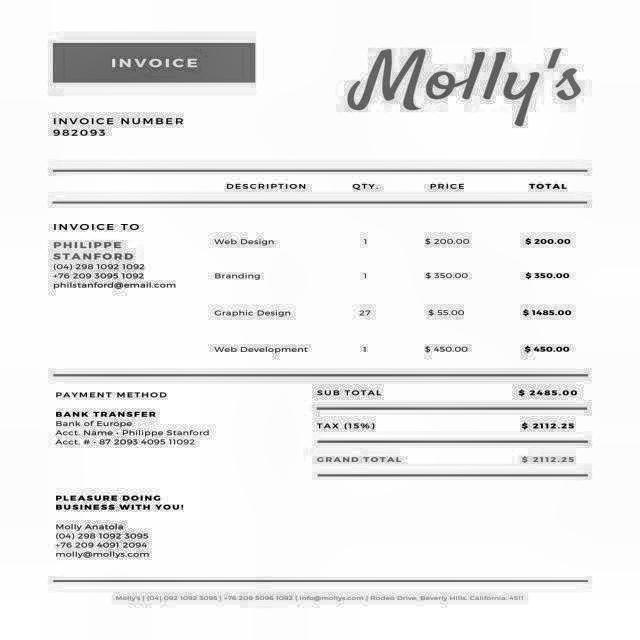 INVOICE
Molly's
INVOICE NUMBER
982093
DESCRIPTION QTY. PRICE TOTAL
INVOICE TO
PHILIPPE
STANFORD
(04) 298 1092 1092
+76 209 3095 1092
philstanford@email.com
Web Design 1 $ 200.00 $ 200.00
Branding 1 $ 350.00 $ 350.00
Graphic Design 27 $ 55.00 $ 1485.00
Web Development 1 $ 450.00 $ 450.00
PAYMENT METHOD
BANK TRANSFER
Bank of Europe
Acct. Name - Philippe Stanford
Acct. # - 87 2093 4095 11092
SUB TOTAL $ 2485.00
TAX (15%) $ 2112.25
GRAND TOTAL $ 2112.25
PLEASURE DOING
BUSINESS WITH YOU!
Molly Anatola
(04) 298 1092 3095
+76 209 4091 2094
molly@mollys.com
Molly's | (04) 092 1092 3095 | +76 209 5096 1092 | info@mollys.com | Rodeo Drive, Beverly Hills, California, 4511